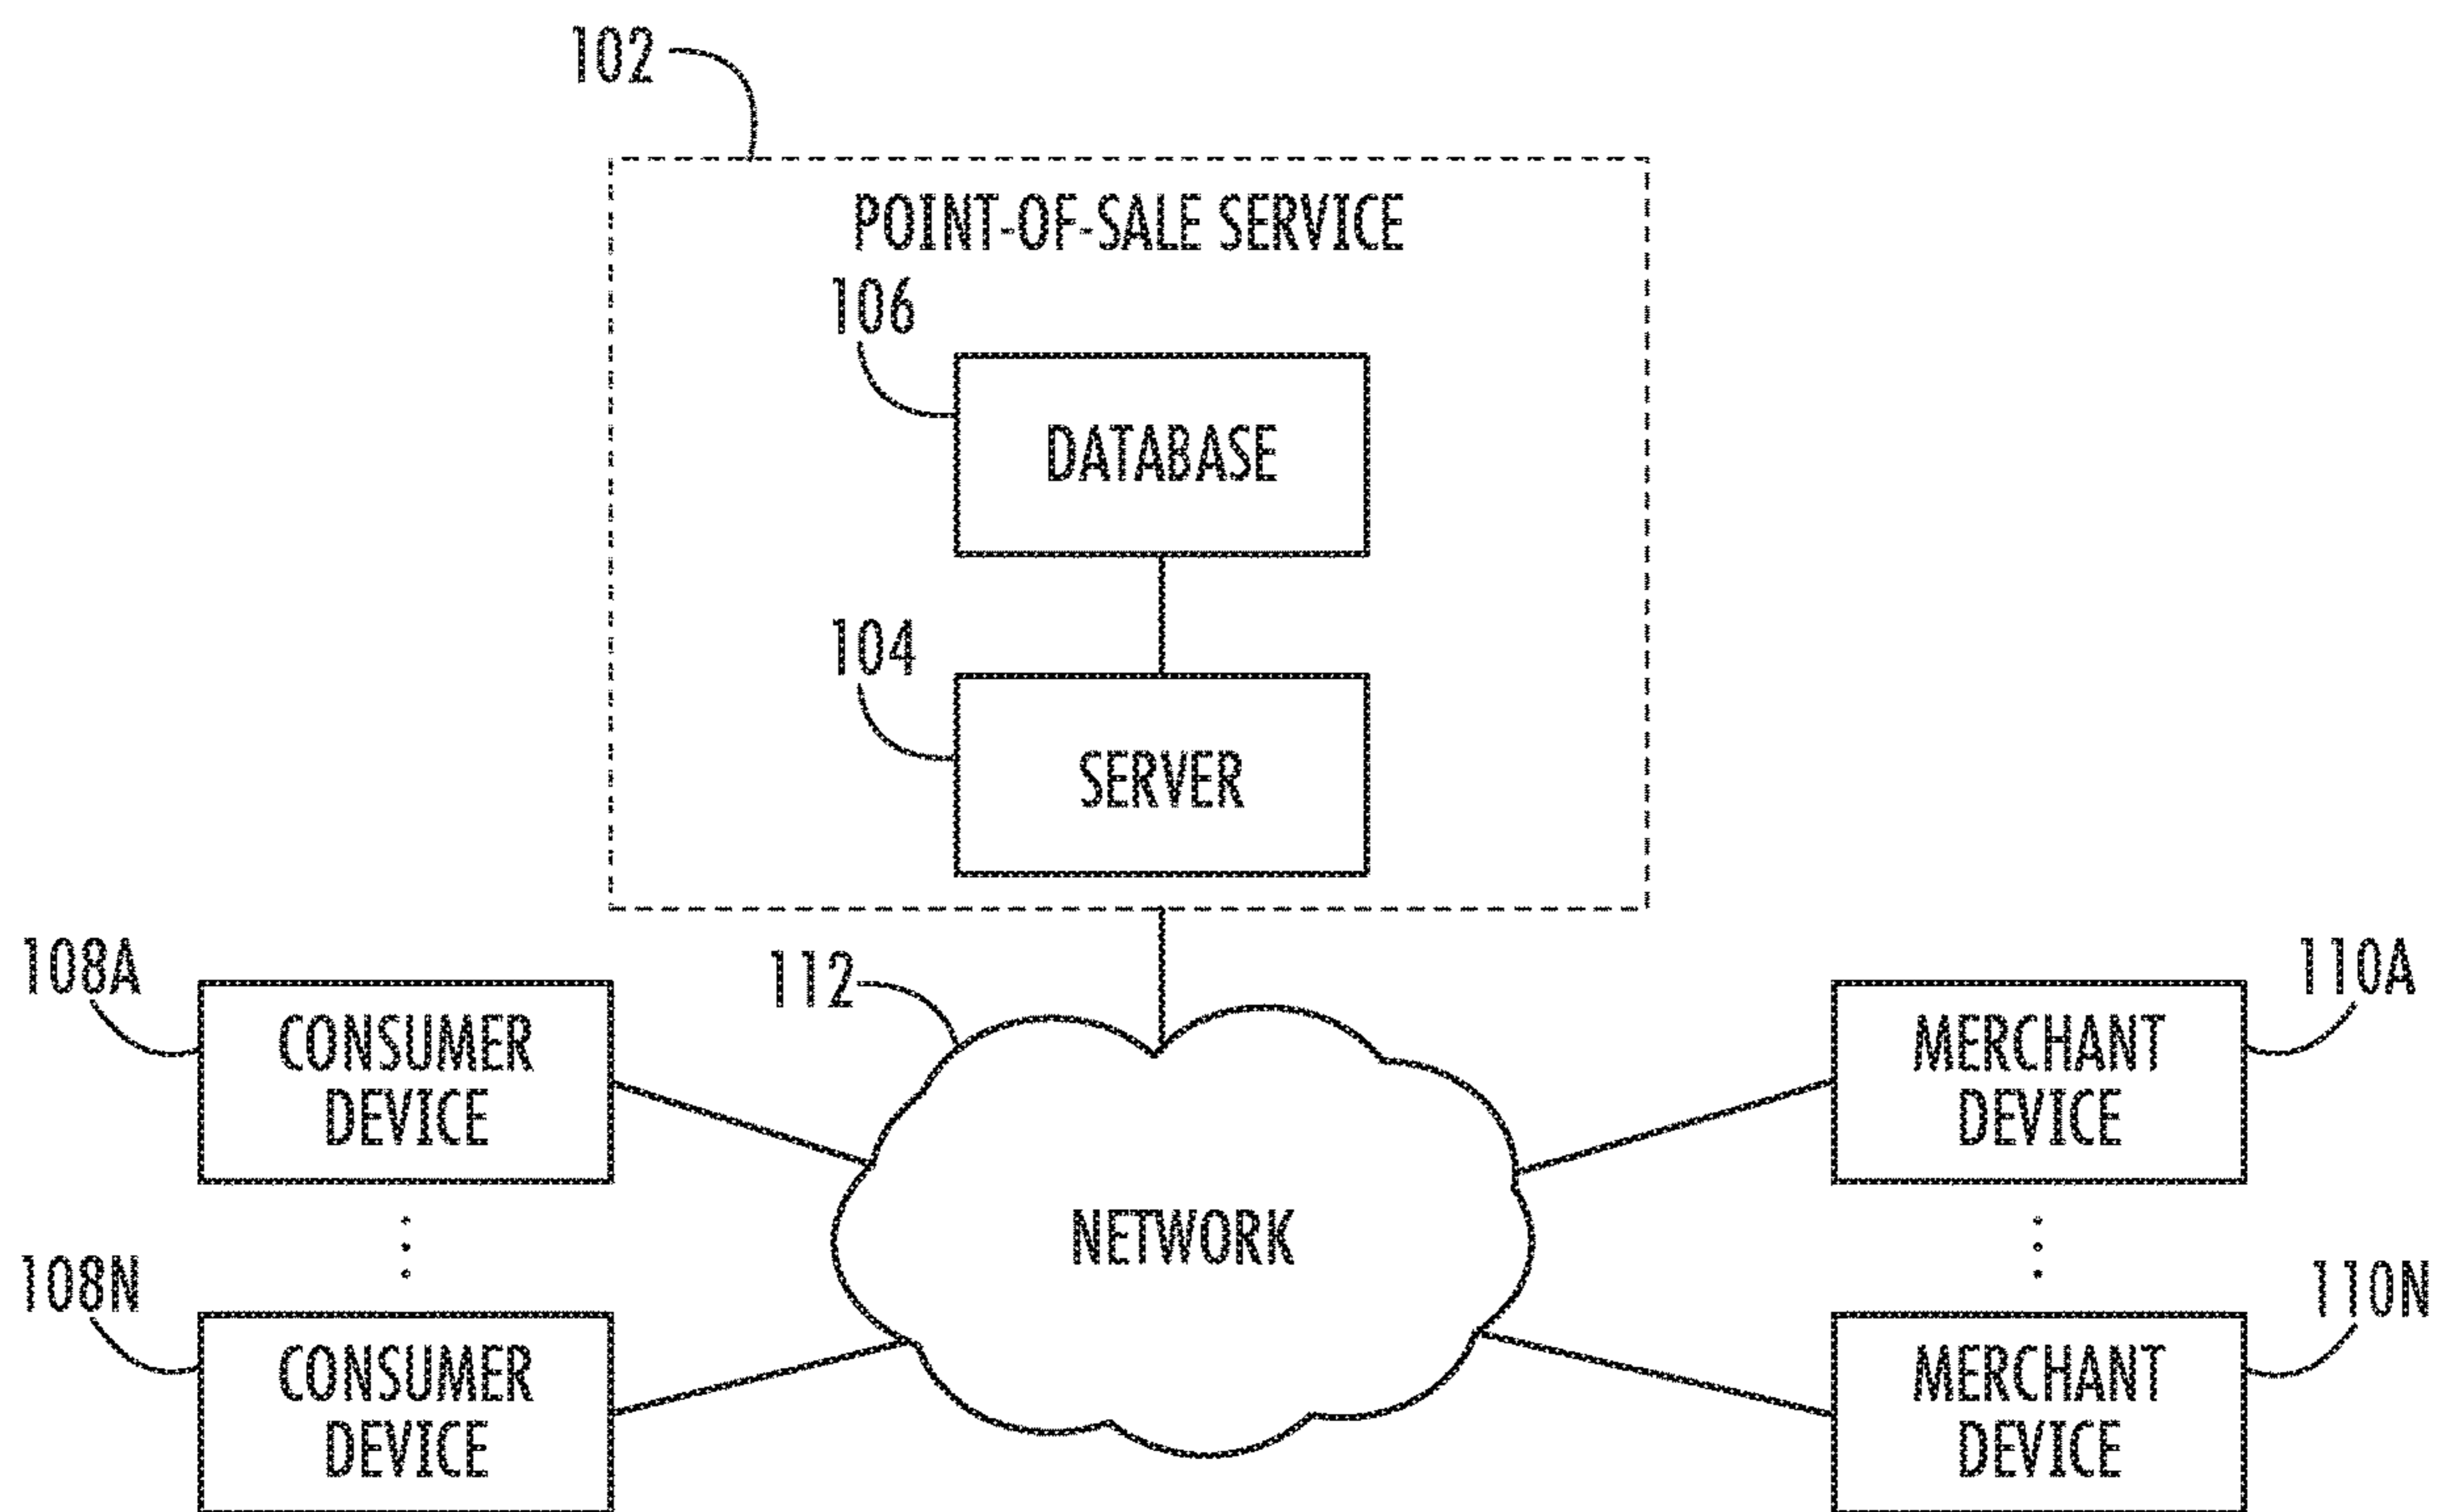 102
POINT-OF-SALE SERVICE
106
DATABASE
104
SERVER
108A
112
110A
CONSUMER
DEVICE
MERCHANT
DEVICE
NETWORK
108N
110N
CONSUMER
DEVICE
MERCHANT
DEVICE